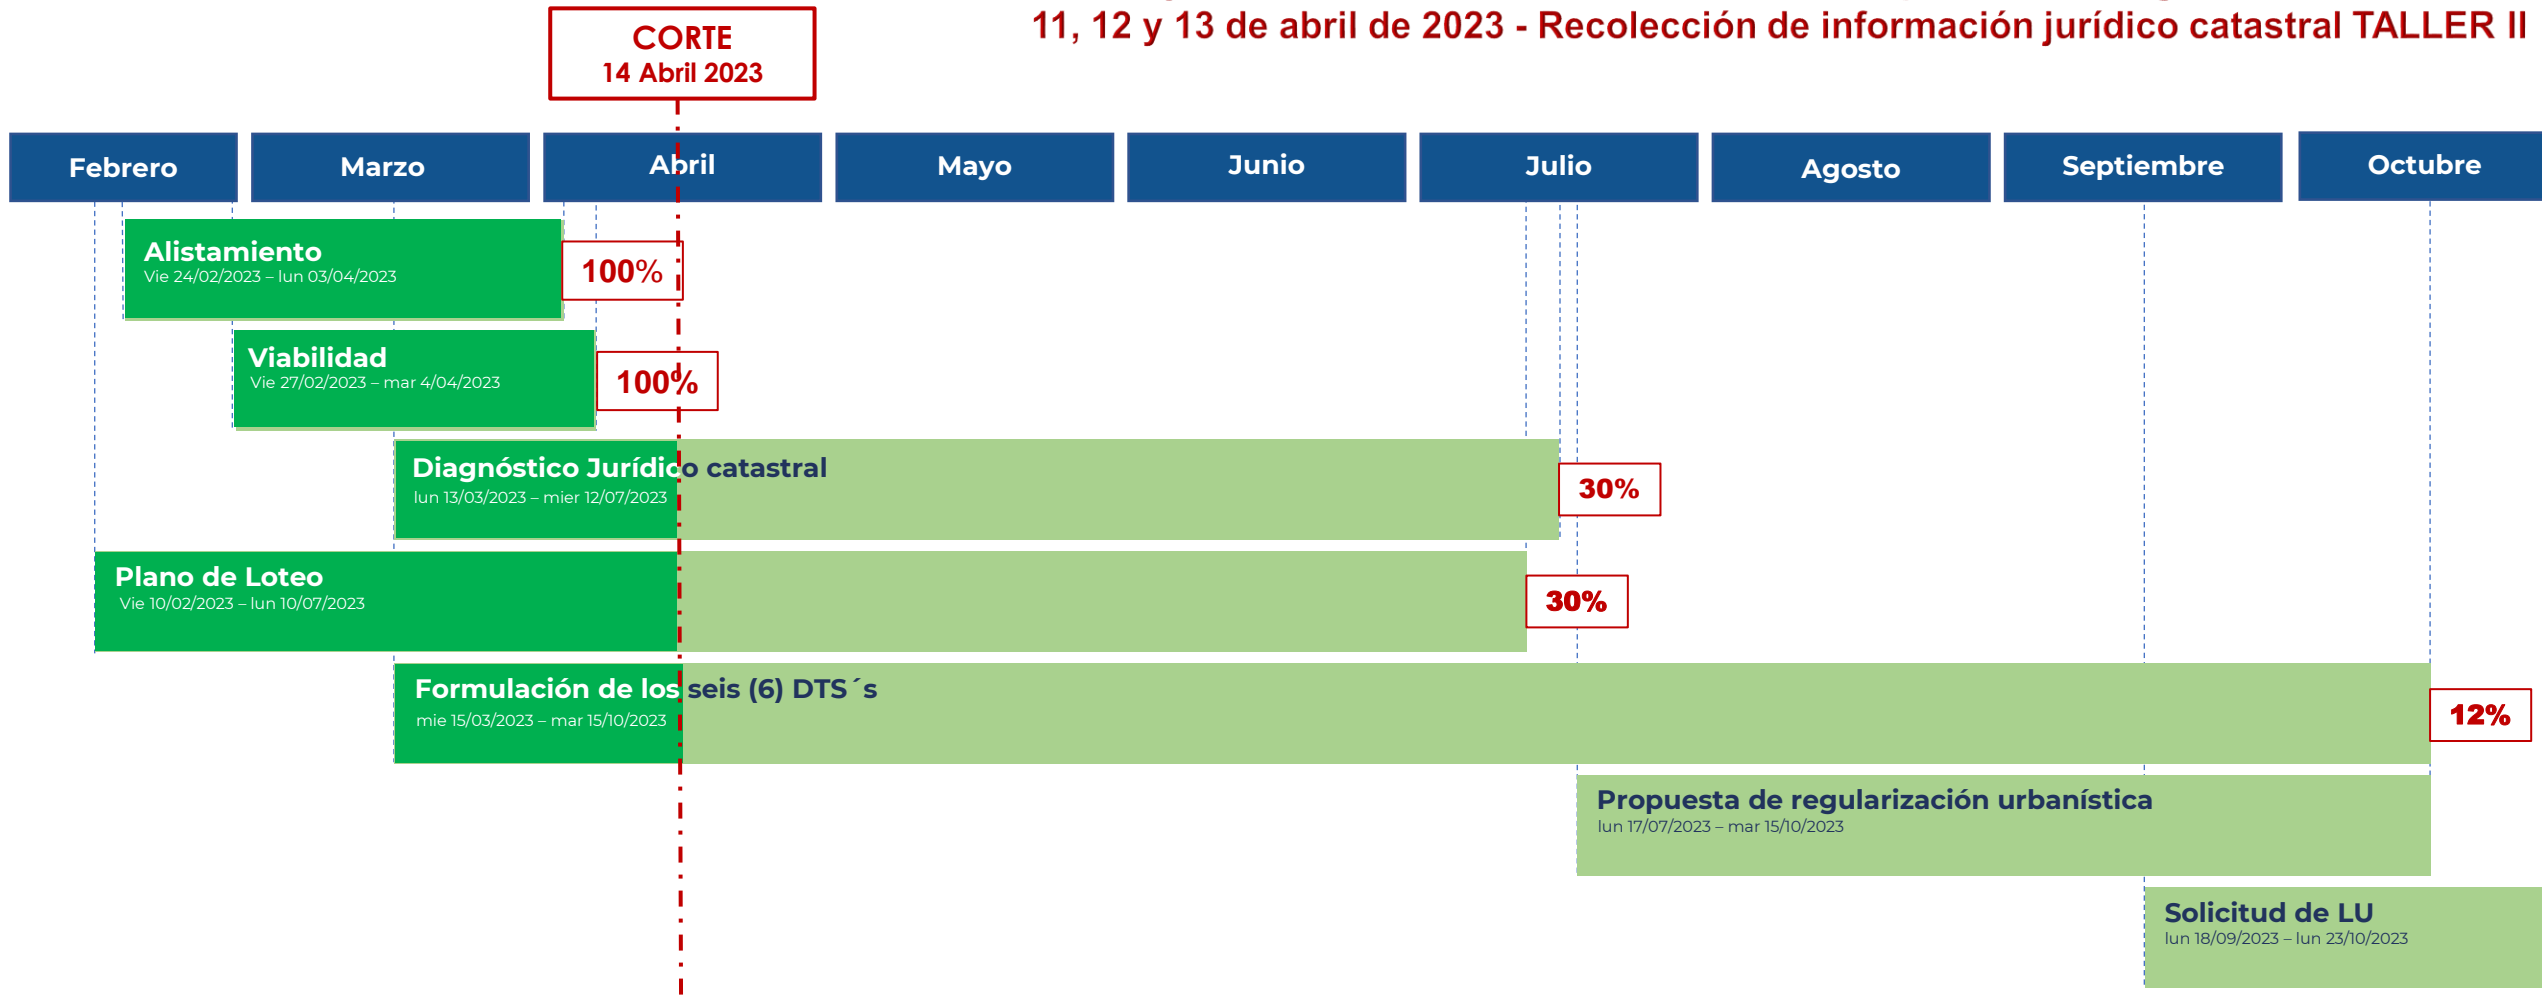 11, 12 y 13 de abril de 2023 - Recolección de información jurídico catastral TALLER II
CORTE
14 Abril 2023
Febrero
Marzo
Abril
Mayo
Junio
Julio
Agosto
Septiembre
Octubre
Alistamiento
Vie 24/02/2023 – lun 03/04/2023
100%
Viabilidad
Vie 27/02/2023 – mar 4/04/2023
100%
Diagnóstico Jurídico catastral
lun 13/03/2023 – mier 12/07/2023
30%
Plano de Loteo
Vie 10/02/2023 – lun 10/07/2023
30%
Formulación de los seis (6) DTS´s
mie 15/03/2023 – mar 15/10/2023
12%
Propuesta de regularización urbanística
lun 17/07/2023 – mar 15/10/2023
Solicitud de LU
lun 18/09/2023 – lun 23/10/2023